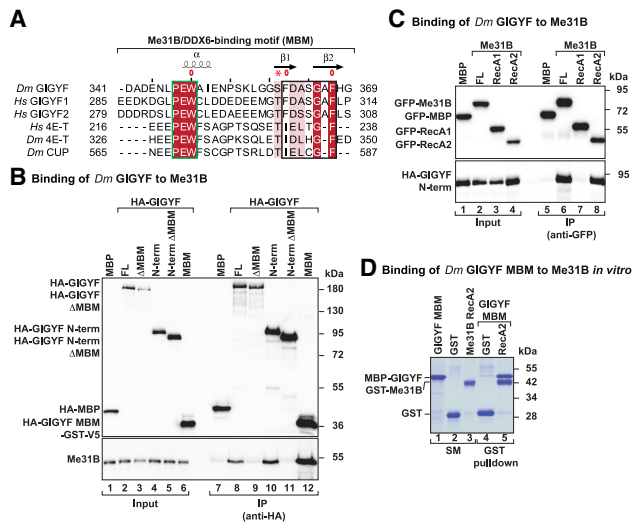 A
Me31B/DDX6-binding motif (MBM)
α β1 β2
* 
Dm GIGYF 341 -DADENLPEWAIENPSKLGGSFDASGAFHG 369
Hs GIGYF1 285 EEDKDGLPEWCLDDEDEEMGTFDASGAFLP 314
Hs GIGYF2 283 DDDRDSLPEWCLEDAEEEMGTFDSSGAFLS 308
Hs 4E-T 216 ----EEEPEWFSAGPTSQSETIELTG-F-- 238
Dm 4E-T 326 ---HEEPEWFKSGPTSQHDTIELHG-FED 350
Dm CUP 565 ----NEEPEWFSCGPTSRLDTIELCG-F-- 587
B Binding of Dm GIGYF to Me31B
HA-GIGYF
HA-GIGYF
MBP
FL
ΔMBM
N-term
N-term ΔMBM
MBM
MBP
FL
ΔMBM
N-term
N-term ΔMBM
MBM
kDa
HA-GIGYF
HA-GIGYF
ΔMBM
HA-GIGYF N-term
HA-GIGYF N-term
ΔMBM
HA-MBP
HA-GIGYF MBM
-GST-V5
180
130
95
72
55
36
Me31B
55
1 2 3 4 5 6 7 8 9 10 11 12
Input
IP
(anti-HA)
C Binding of Dm GIGYF to Me31B
Me31B
Me31B
MBP
FL
RecA1
RecA2
MBP
FL
RecA1
RecA2
kDa
GFP-Me31B
GFP-MBP
GFP-RecA1
GFP-RecA2
95
72
55
HA-GIGYF
N-term
95
1 2 3 4 5 6 7 8
Input
IP
(anti-GFP)
D Binding of Dm GIGYF MBM to Me31B in vitro
GIGYF
MBM
GIGYF MBM
GST
Me31B RecA2
GST
RecA2
kDa
MBP-GIGYF
GST-Me31B
GST
55
42
36
28
1 2 3 4 5
SM
GST
pulldown